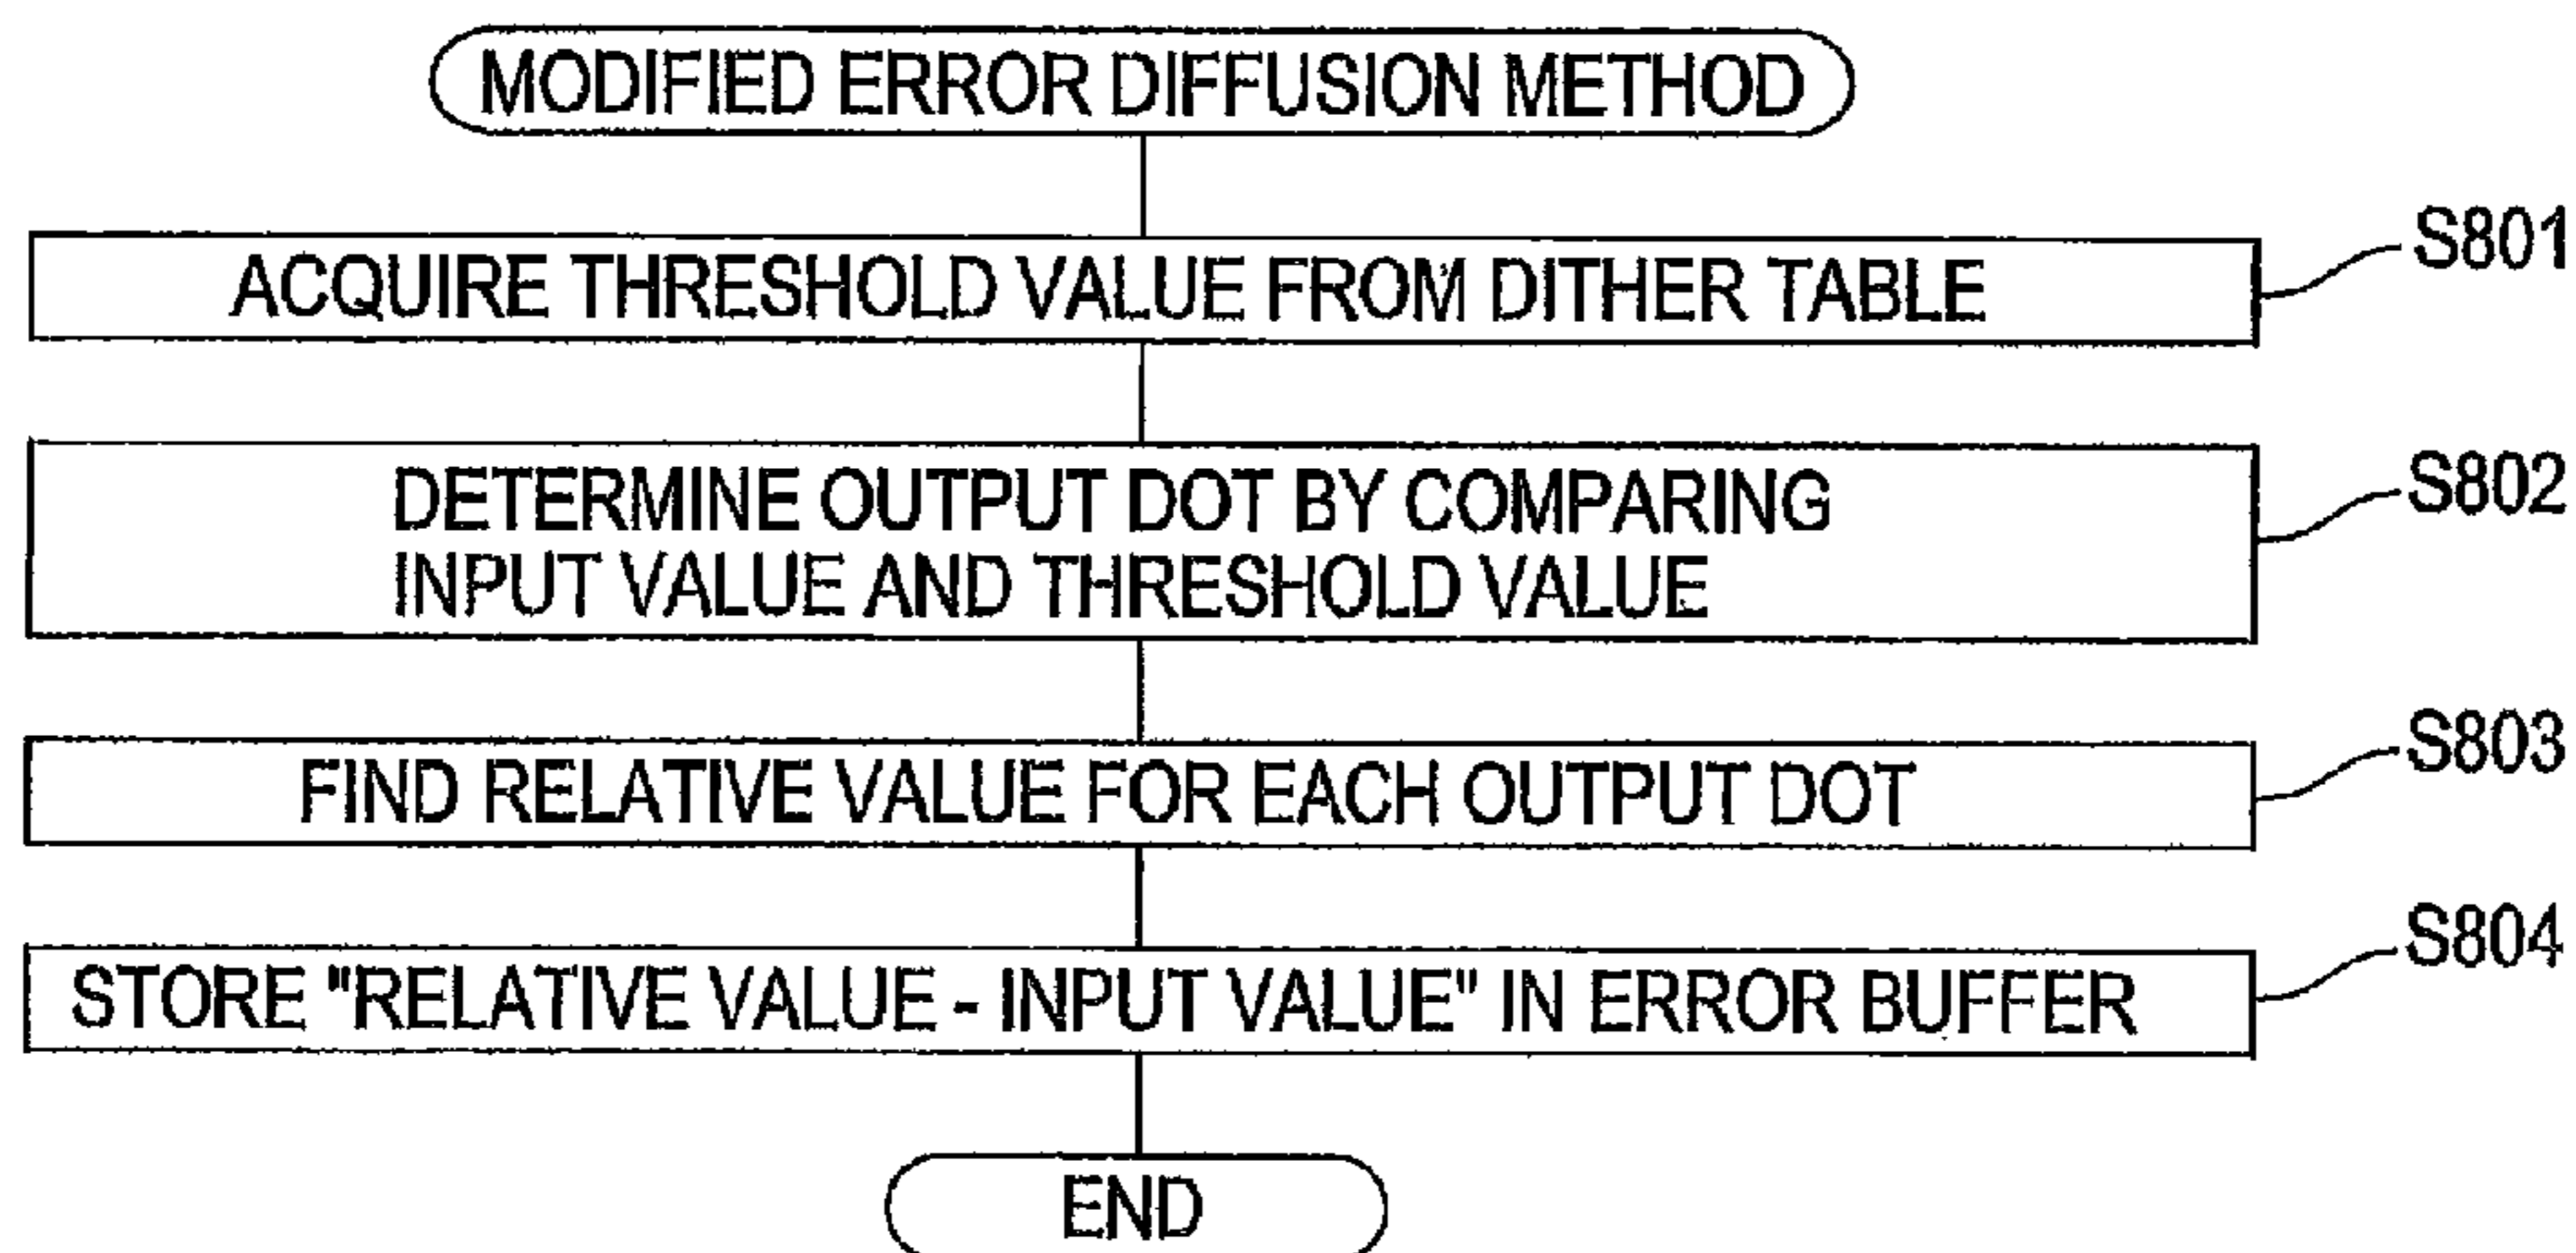 MODIFIED ERROR DIFFUSION METHOD
ACQUIRE THRESHOLD VALUE FROM DITHER TABLE
S801
DETERMINE OUTPUT DOT BY COMPARING
INPUT VALUE AND THRESHOLD VALUE
S802
FIND RELATIVE VALUE FOR EACH OUTPUT DOT
S803
STORE "RELATIVE VALUE - INPUT VALUE" IN ERROR BUFFER
S804
END